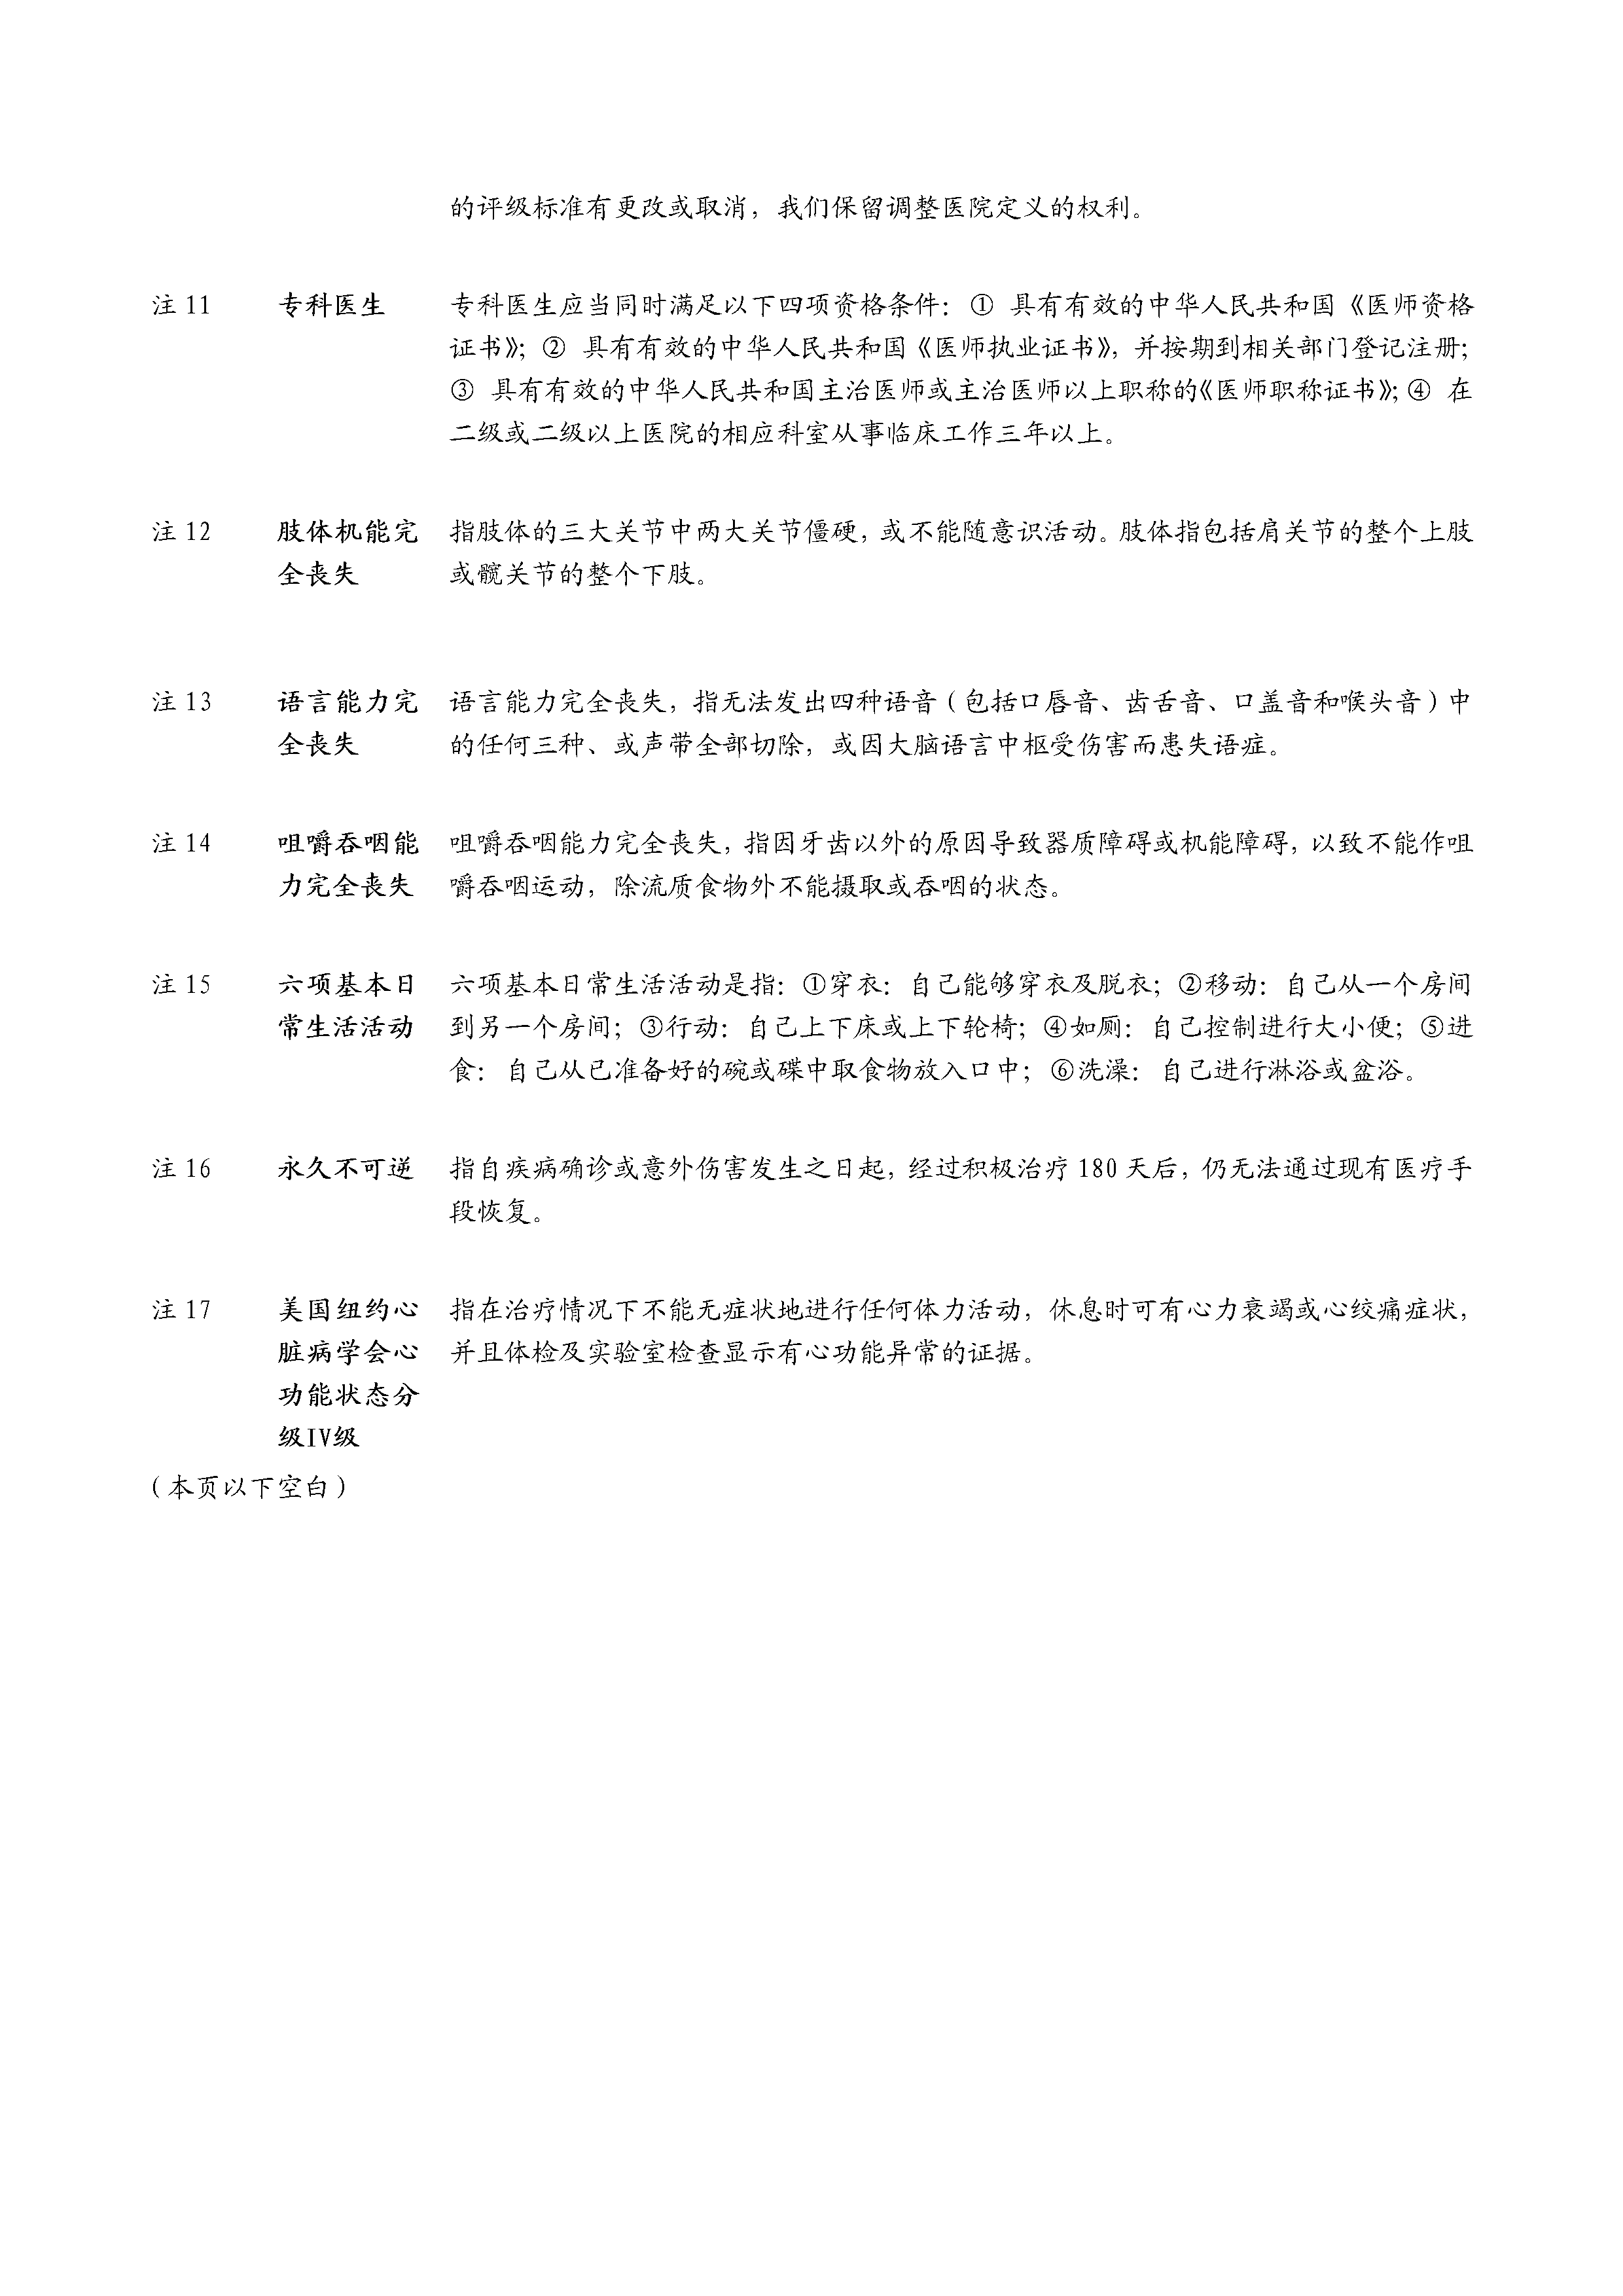 的评级标准有更改或取消，我们保留调整医院定义的权利。
注 11 专科医生 专科医生应当同时满足以下四项资格条件：① 具有有效的中华人民共和国《医师资格
证书》；② 具有有效的中华人民共和国《医师执业证书》，并按期到相关部门登记注册；
③ 具有有效的中华人民共和国主治医师或主治医师以上职称的《医师职称证书》；④ 在
二级或二级以上医院的相应科室从事临床工作三年以上。
注 12 肢体机能完 指肢体的三大关节中两大关节僵硬，或不能随意识活动。肢体指包括肩关节的整个上肢
全丧失 或髋关节的整个下肢。
注 13 语言能力完 语言能力完全丧失，指无法发出四种语音（包括口唇音、齿舌音、口盖音和喉头音）中
全丧失 的任何三种、或声带全部切除，或因大脑语言中枢受伤害而患失语症。
注 14 咀嚼吞咽能 咀嚼吞咽能力完全丧失，指因牙齿以外的原因导致器质障碍或机能障碍，以致不能作咀
力完全丧失 嚼吞咽运动，除流质食物外不能摄取或吞咽的状态。
注 15 六项基本日 六项基本日常生活活动是指：①穿衣：自己能够穿衣及脱衣；②移动：自己从一个房间
常生活活动 到另一个房间；③行动：自己上下床或上下轮椅；④如厕：自己控制进行大小便；⑤进
食：自己从已准备好的碗或碟中取食物放入口中；⑥洗澡：自己进行淋浴或盆浴。
注 16 永久不可逆 指自疾病确诊或意外伤害发生之日起，经过积极治疗 180 天后，仍无法通过现有医疗手
段恢复。
注 17 美国纽约心 指在治疗情况下不能无症状地进行任何体力活动，休息时可有心力衰竭或心绞痛症状，
脏病学会心 并且体检及实验室检查显示有心功能异常的证据。
功能状态分
级IV级
（本页以下空白）